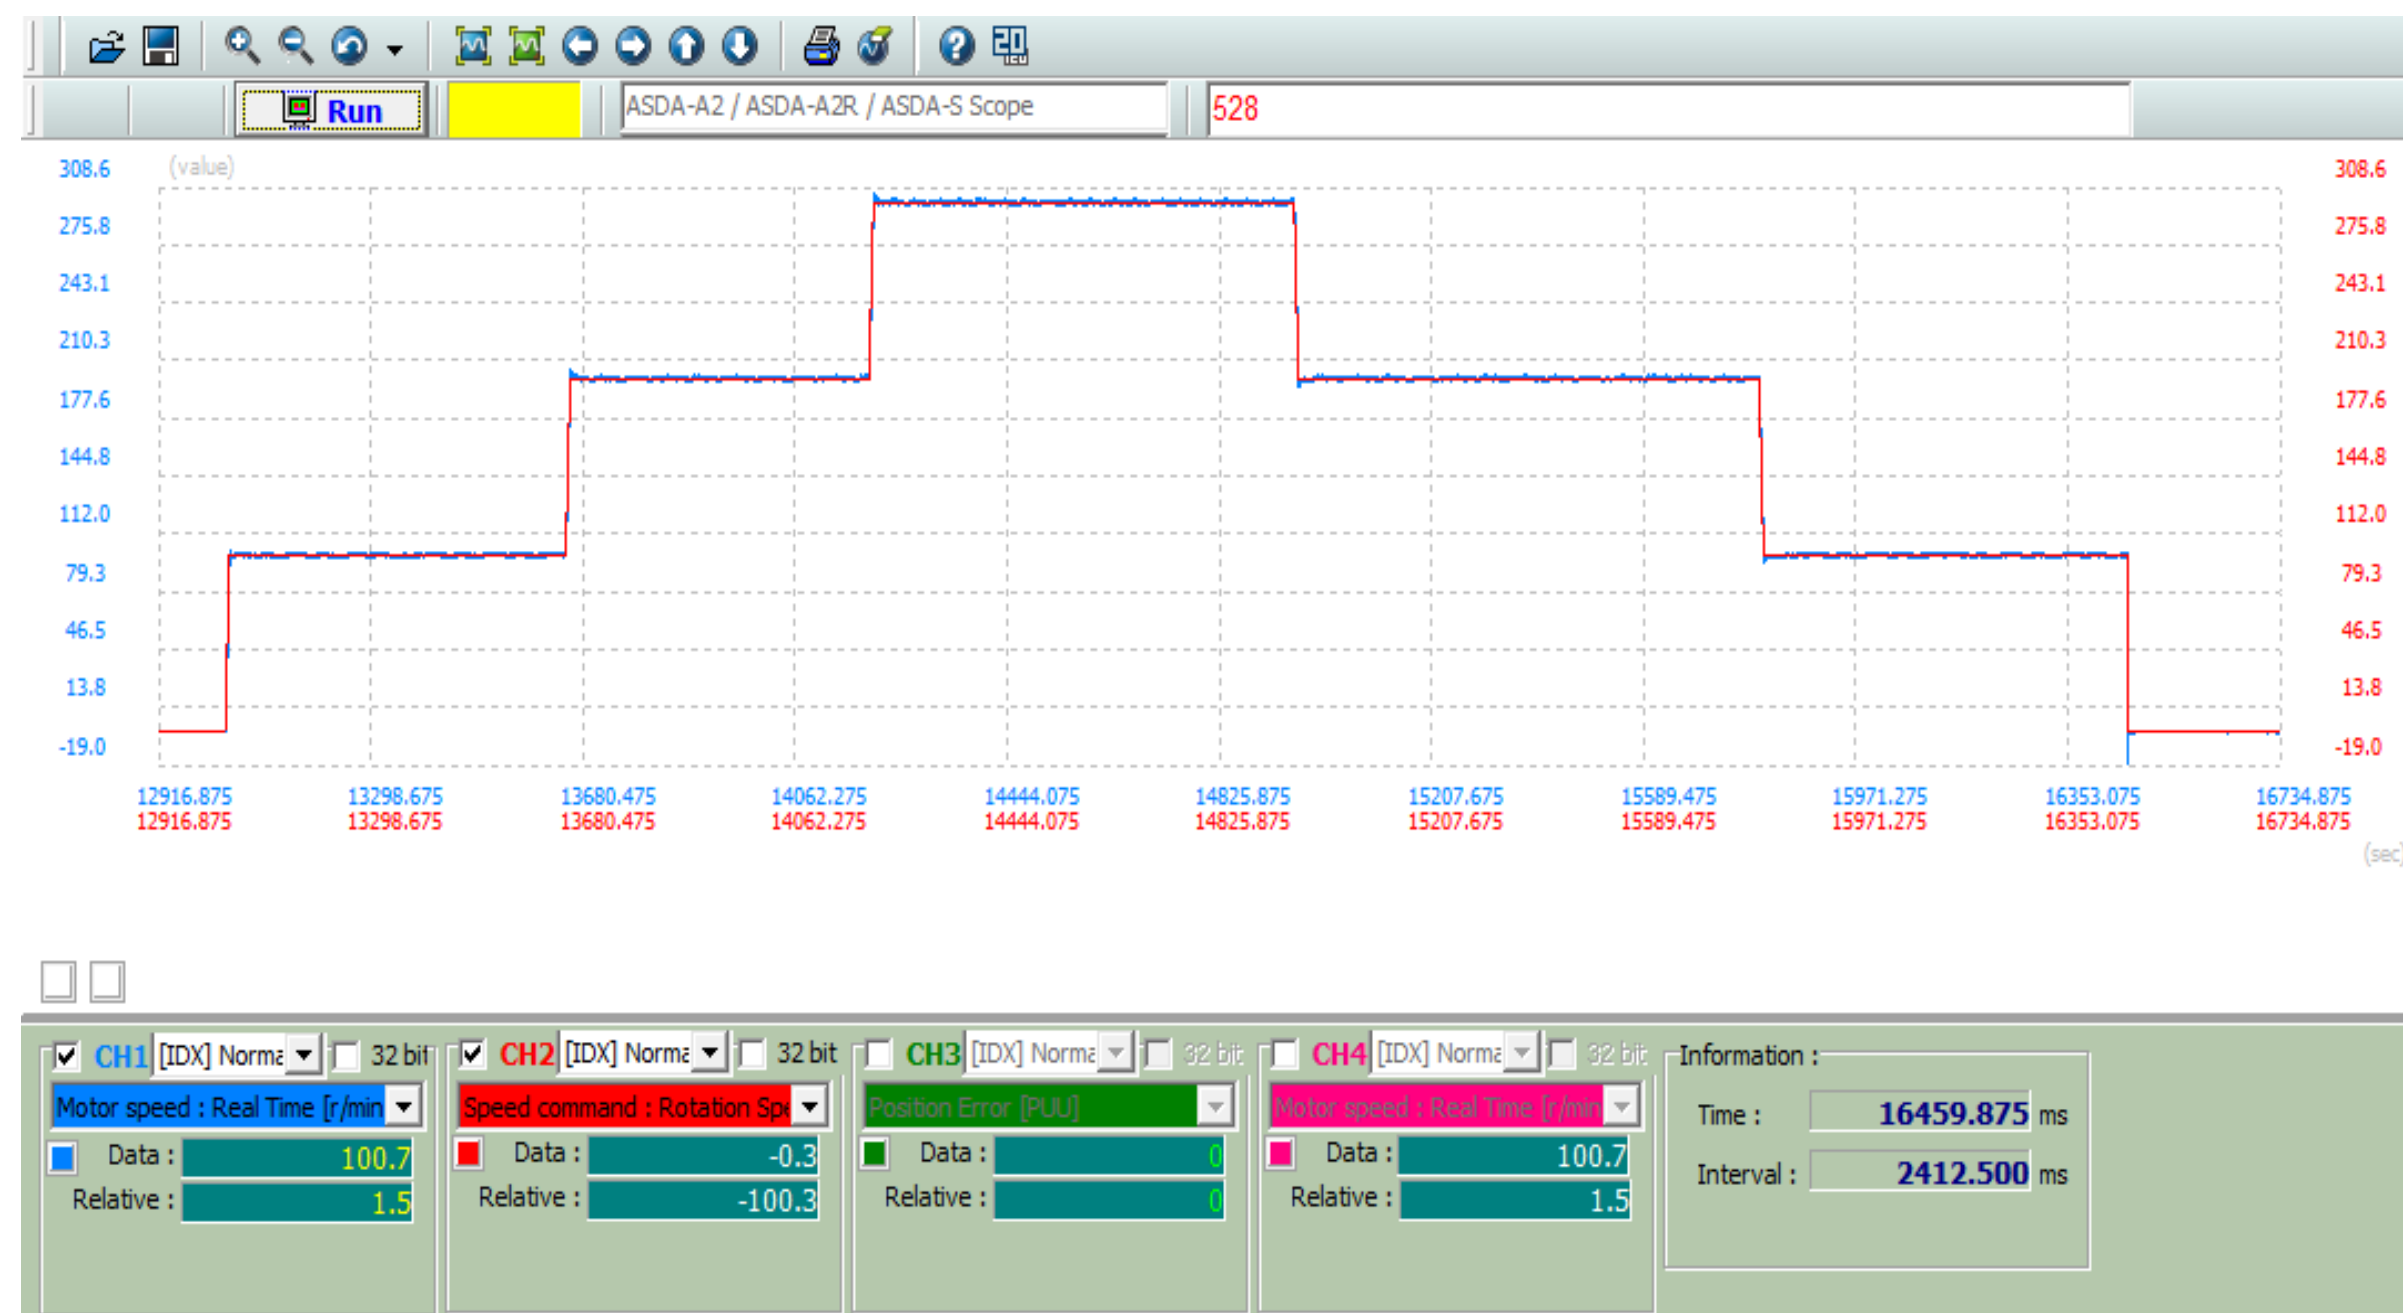 Run
ASDA-A2 / ASDA-A2R / ASDA-S Scope
528
308.6 (value) 308.6
275.8 275.8
243.1 243.1
210.3 210.3
177.6 177.6
144.8 144.8
112.0 112.0
79.3 79.3
46.5 46.5
13.8 13.8
-19.0 -19.0
12916.875 13298.675 13680.475 14062.275 14444.075 14825.875 15207.675 15589.475 15971.275 16353.075 16734.875
12916.875 13298.675 13680.475 14062.275 14444.075 14825.875 15207.675 15589.475 15971.275 16353.075 16734.875
(sec)
CH1 [IDX] Norma 32 bit CH2 [IDX] Norma 32 bit CH3 [IDX] Norma 32 bit CH4 [IDX] Norma 32 bit Information :
Motor speed : Real Time [r/min Speed command : Rotation Spe Position Error [PUU] Motor speed : Real Time [r/min Time : 16459.875 ms
Data : 100.7 Data : -0.3 Data : 0 Data : 100.7
Relative : 1.5 Relative : -100.3 Relative : 0 Relative : 1.5 Interval : 2412.500 ms